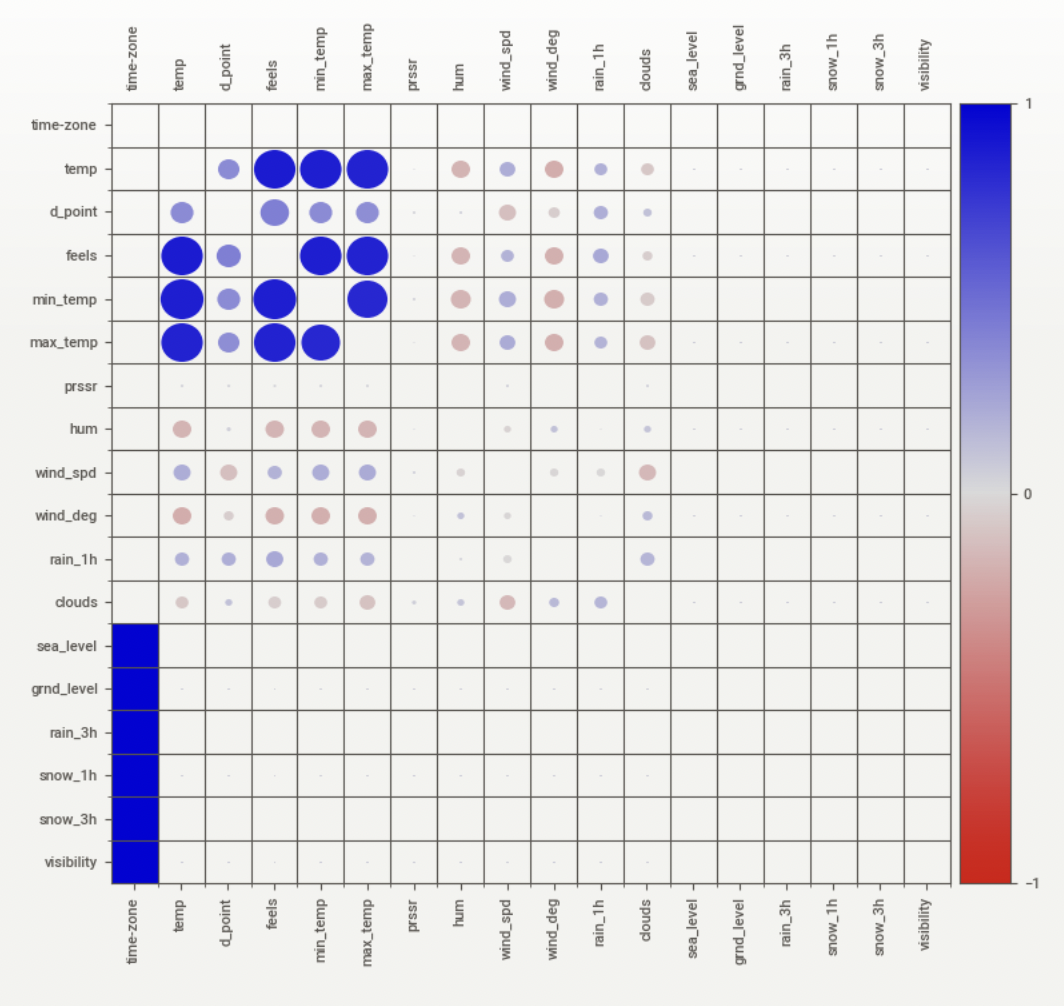 time-zone
temp
d_point
feels
min_temp
max_temp
prssr
hum
wind_spd
wind_deg
rain_1h
clouds
sea_level
grnd_level
rain_3h
snow_1h
snow_3h
visibility
time-zone
temp
d_point
feels
min_temp
max_temp
prssr
hum
wind_spd
wind_deg
rain_1h
clouds
sea_level
grnd_level
rain_3h
snow_1h
snow_3h
visibility
1
0
-1
time-zone
temp
d_point
feels
min_temp
max_temp
prssr
hum
wind_spd
wind_deg
rain_1h
clouds
sea_level
grnd_level
rain_3h
snow_1h
snow_3h
visibility